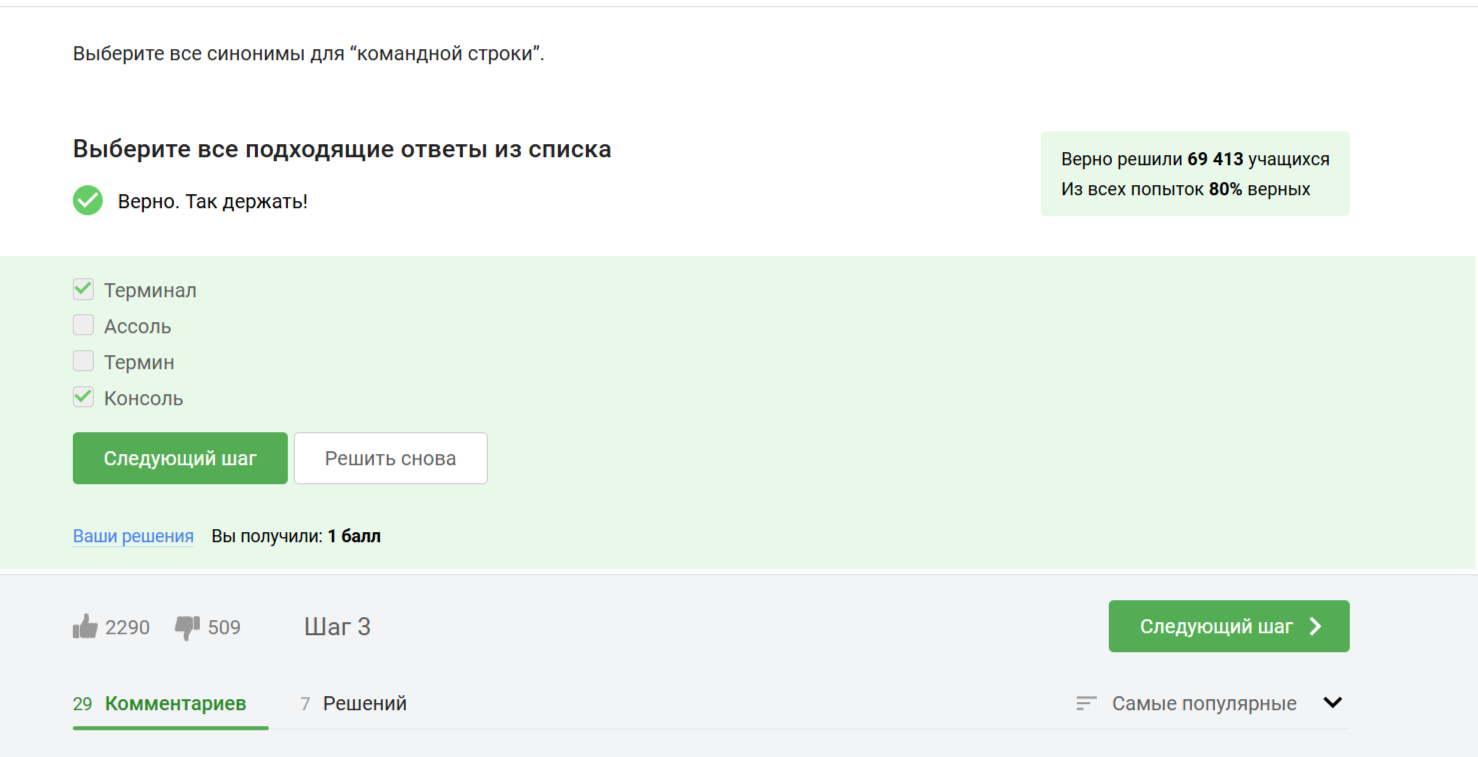 Выберите все синонимы для “командной строки”.
Выберите все подходящие ответы из списка
Верно. Так держать!
Верно решили 69 413 учащихся
Из всех попыток 80% верных
Терминал
Ассоль
Термин
Консоль
Следующий шаг
Решить снова
Ваши решения Вы получили: 1 балл
2290 509 Шаг 3
Следующий шаг
29 Комментариев 7 Решений
Самые популярные